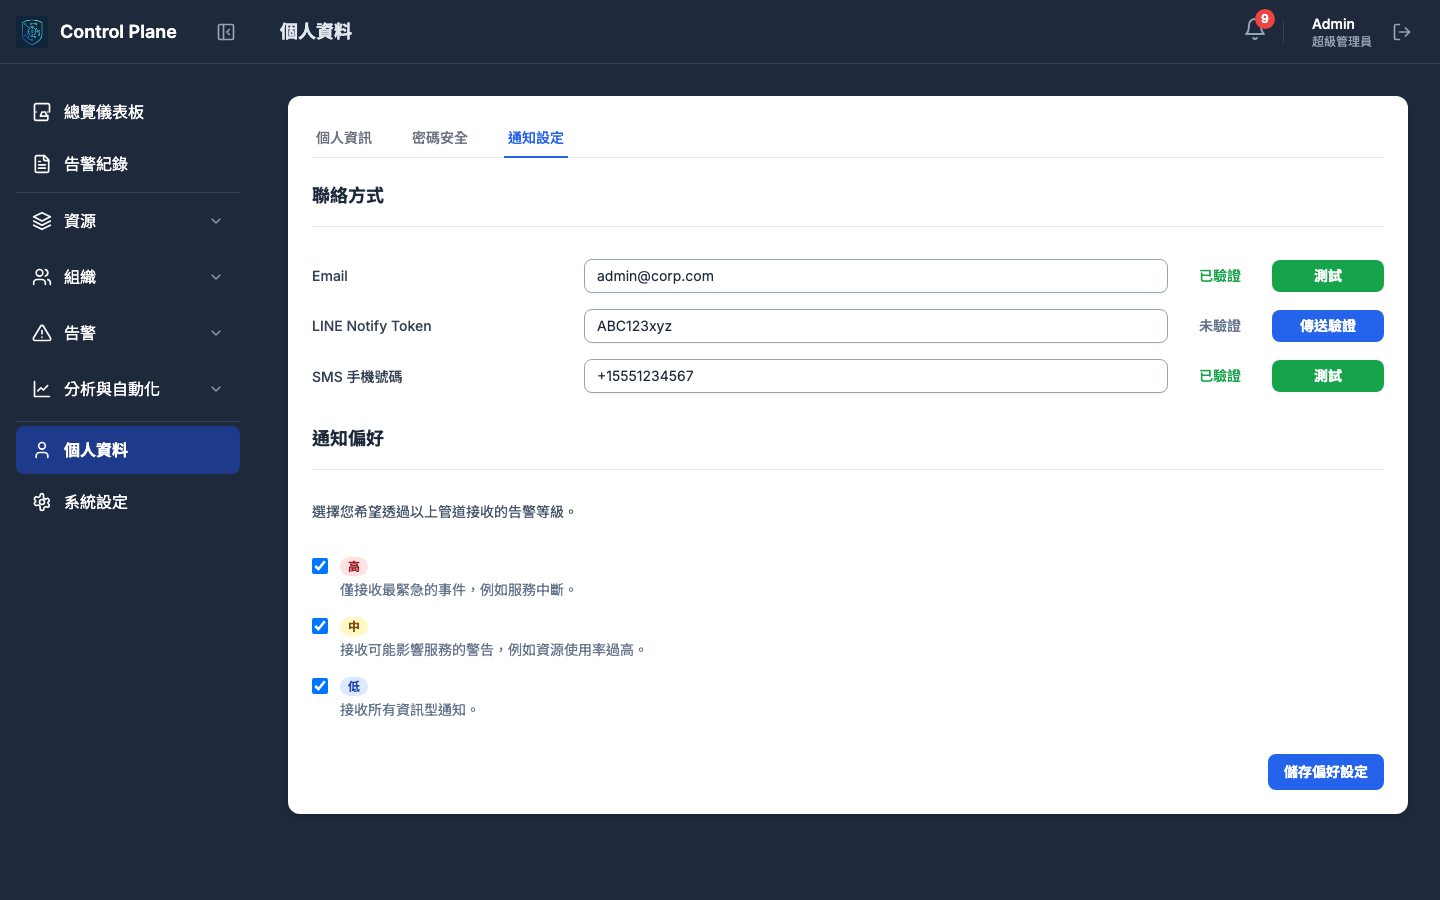 Control Plane
個人資料
9
Admin
超級管理員
總覽儀表板
告警紀錄
資源
組織
告警
分析與自動化
個人資料
系統設定
個人資訊
密碼安全
通知設定
聯絡方式
Email
admin@corp.com
已驗證
測試
LINE Notify Token
ABC123xyz
未驗證
傳送驗證
SMS 手機號碼
+15551234567
已驗證
測試
通知偏好
選擇您希望透過以上管道接收的告警等級。
高
僅接收最緊急的事件，例如服務中斷。
中
接收可能影響服務的警告，例如資源使用率過高。
低
接收所有資訊型通知。
儲存偏好設定